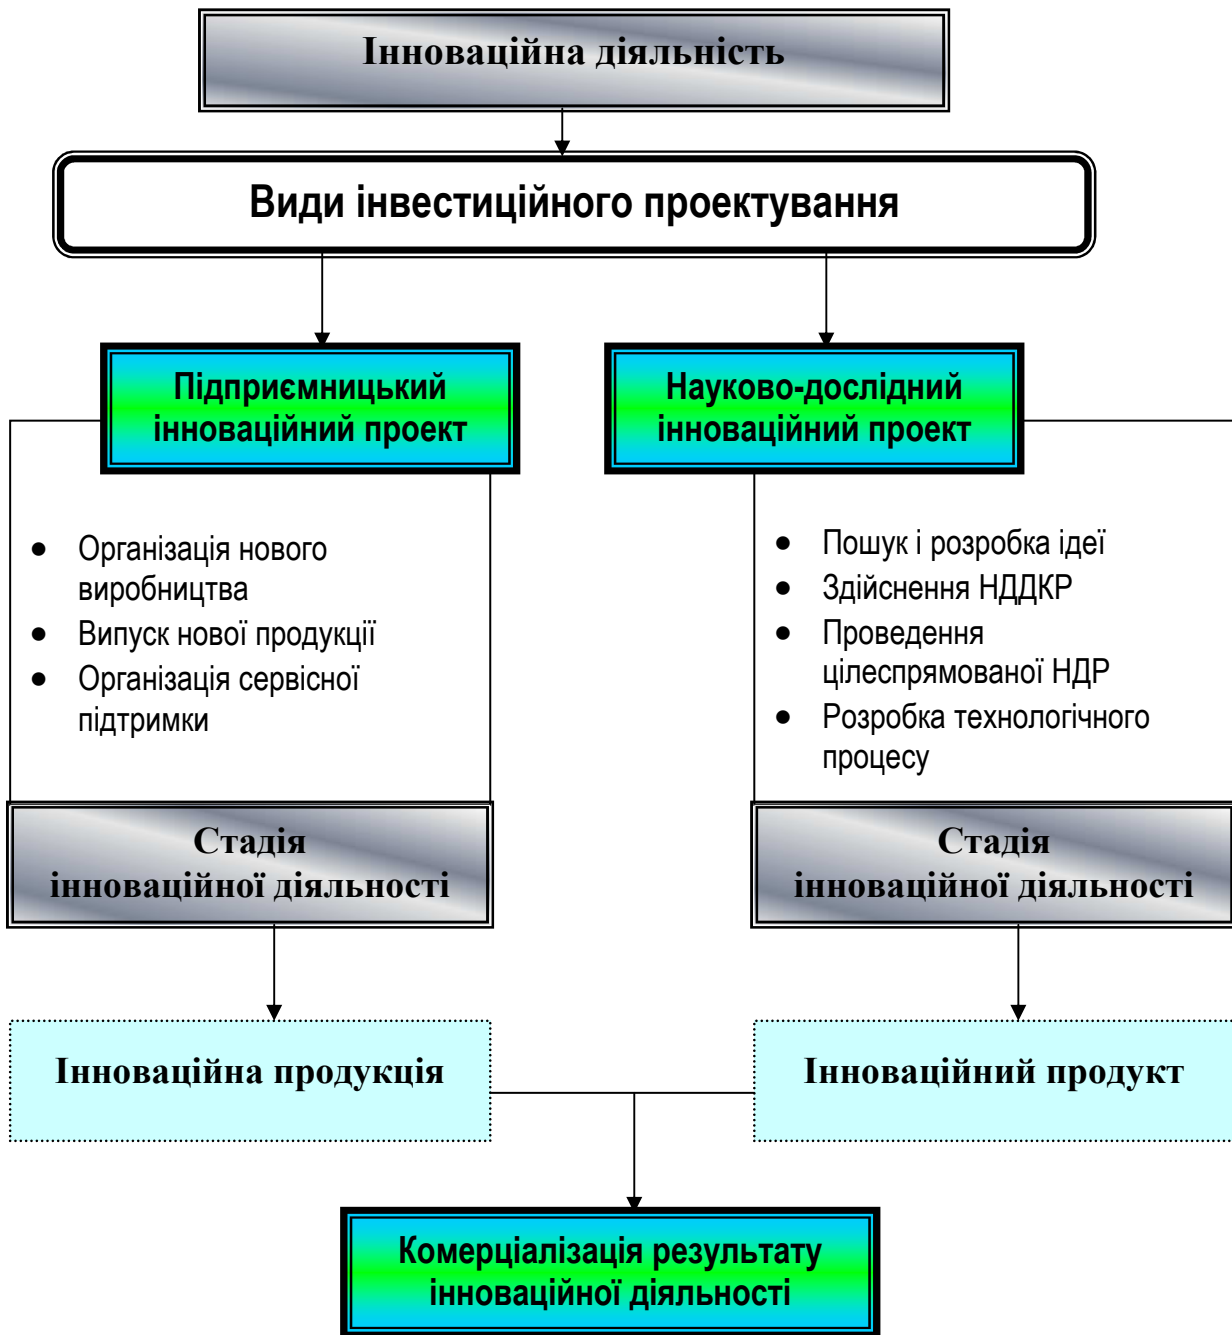 Інноваційна діяльність
Види інвестиційного проектування
Підприємницький
інноваційний проект
Науково-дослідний
інноваційний проект
• Організація нового
виробництва
• Випуск нової продукції
• Організація сервісної
підтримки
• Пошук і розробка ідеї
• Здійснення НДДКР
• Проведення
цілеспрямованої НДР
• Розробка технологічного
процесу
Стадія
інноваційної діяльності
Стадія
інноваційної діяльності
Інноваційна продукція
Інноваційний продукт
Комерціалізація результату
інноваційної діяльності